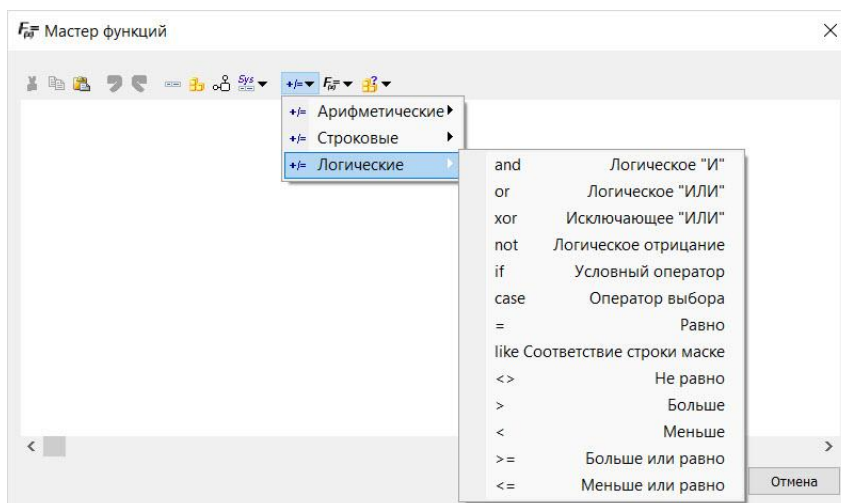 Мастер функций
Sys
+/=
+/= Арифметические
+/= Строковые
+/= Логические
and Логическое "И"
or Логическое "ИЛИ"
xor Исключающее "ИЛИ"
not Логическое отрицание
if Условный оператор
case Оператор выбора
= Равно
like Соответствие строки маске
<> Не равно
> Больше
< Меньше
>= Больше или равно
<= Меньше или равно
Отмена